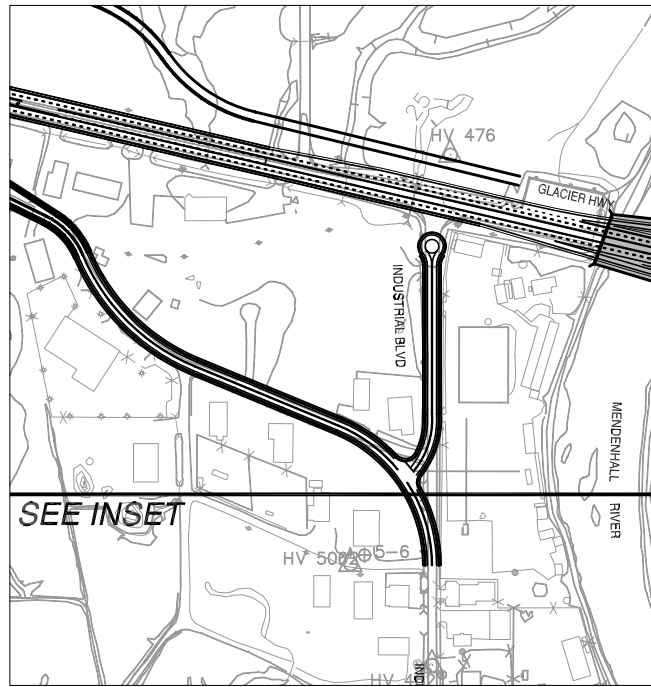 HV 476
GLACIER HWY
INDUSTRIAL BLVD
MENDENHALL RIVER
SEE INSET
5-6